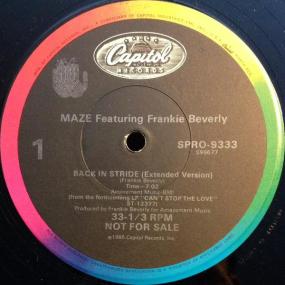 Capitol
RECORDS
MAZE Featuring Frankie Beverly
1
SPRO-9333
BACK IN STRIDE (Extended Version)
(Frankie Beverly)
Time-7:02
Amazement Music-BMI
(from the forthcoming LP "CAN'T STOP THE LOVE"
ST-12377)
Produced by Frankie Beverly for Amazement Music
33-1/3 RPM
NOT FOR SALE
©1985 Capitol Records, Inc.